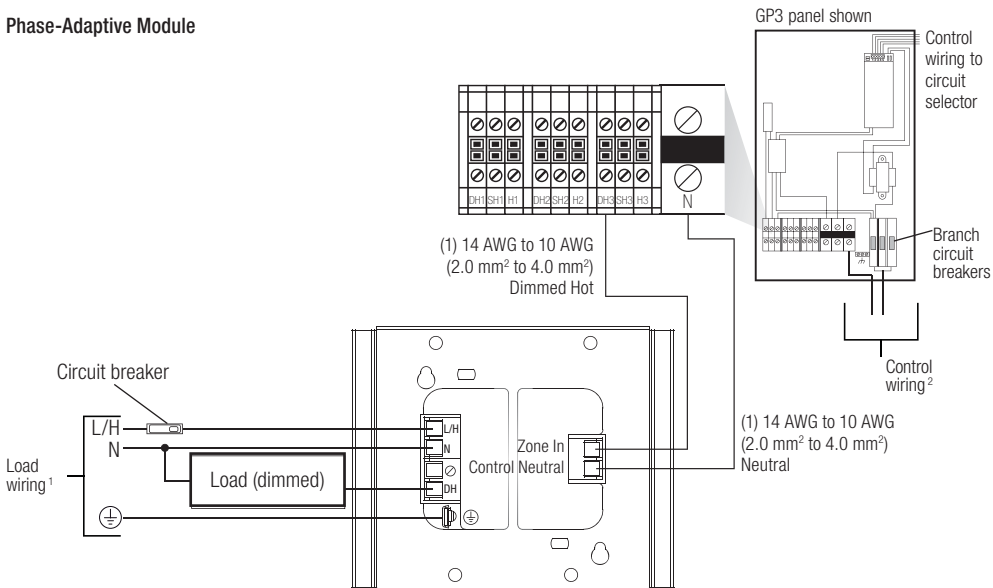 Phase-Adaptive Module
GP3 panel shown
Control
wiring to
circuit
selector
DH1 SH1 H1 DH2 SH2 H2 DH3 SH3 H3 N
(1) 14 AWG to 10 AWG
(2.0 mm² to 4.0 mm²)
Dimmed Hot
Branch
circuit
breakers
Control
wiring ²
Circuit breaker
L/H
N
Load
wiring ¹
Load (dimmed)
L/H
N
DH
Zone In
Control Neutral
(1) 14 AWG to 10 AWG
(2.0 mm² to 4.0 mm²)
Neutral